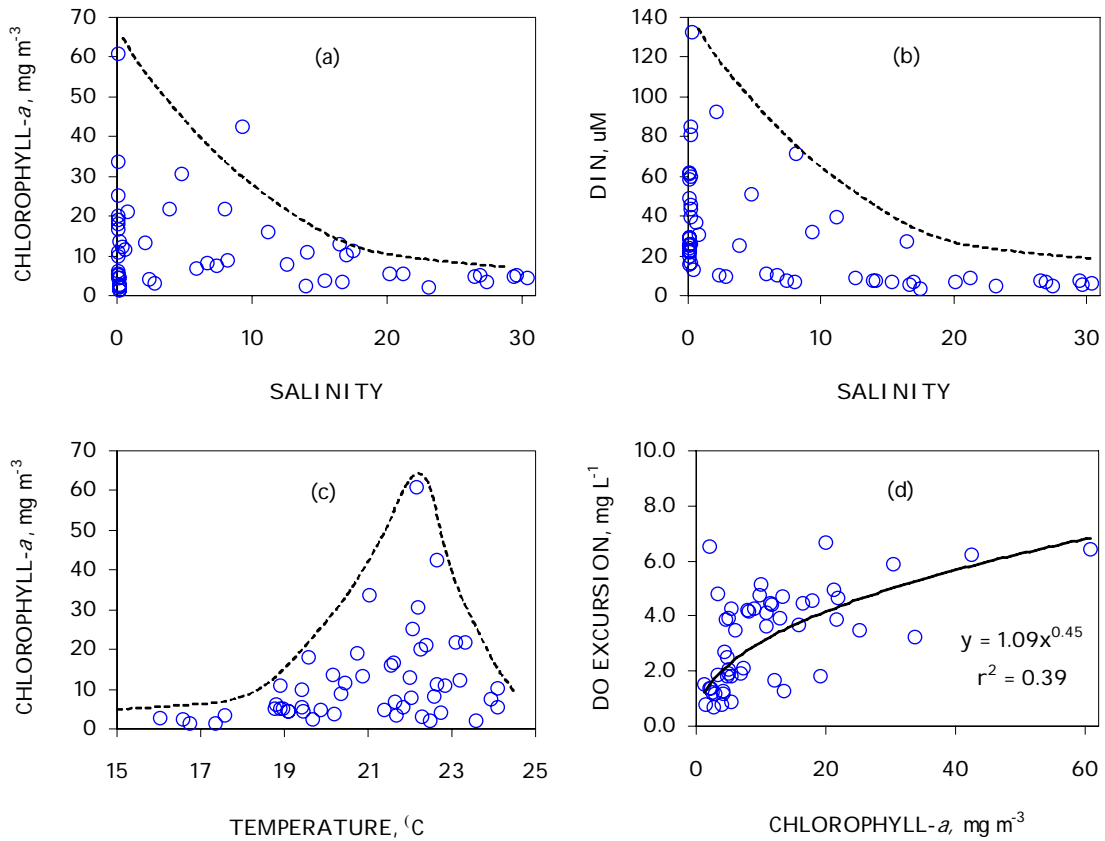 (a)
CHLOROPHYLL-a, mg m-3
70
60
50
40
30
20
10
0
0 10 20 30
SALINITY
(b)
DIN, uM
140
120
100
80
60
40
20
0
0 10 20 30
SALINITY
(c)
CHLOROPHYLL-a, mg m-3
70
60
50
40
30
20
10
0
15 17 19 21 23 25
TEMPERATURE, (C
(d)
DO EXCURSION, mg L-1
10.0
8.0
6.0
4.0
2.0
0.0
y = 1.09x0.45
r2 = 0.39
0 20 40 60
CHLOROPHYLL-a, mg m-3